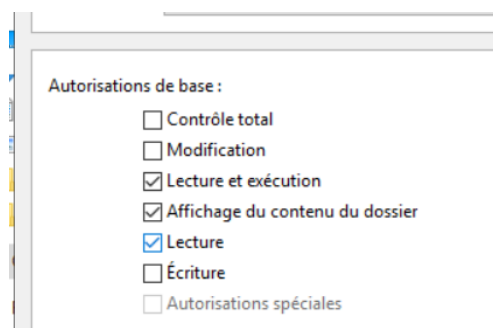 Autorisations de base :
Contrôle total
Modification
Lecture et exécution
Affichage du contenu du dossier
Lecture
Écriture
Autorisations spéciales